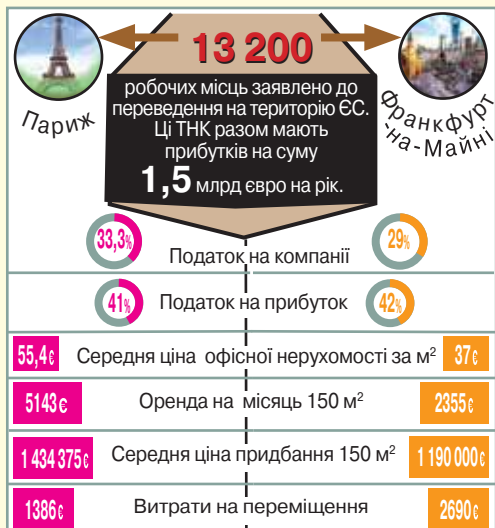 13 200
Париж
Франкфурт
-на-Майні
робочих місць заявлено до
переведення на територію ЄС.
Ці ТНК разом мають
прибутків на суму
1,5 млрд євро на рік.
33,3% Податок на компанії 29%
41% Податок на прибуток 42%
55,4€ Середня ціна офісної нерухомості за м² 37€
5143€ Оренда на місяць 150 м² 2355€
1 434 375€ Середня ціна придбання 150 м² 1 190 000€
1386€ Витрати на переміщення 2690€